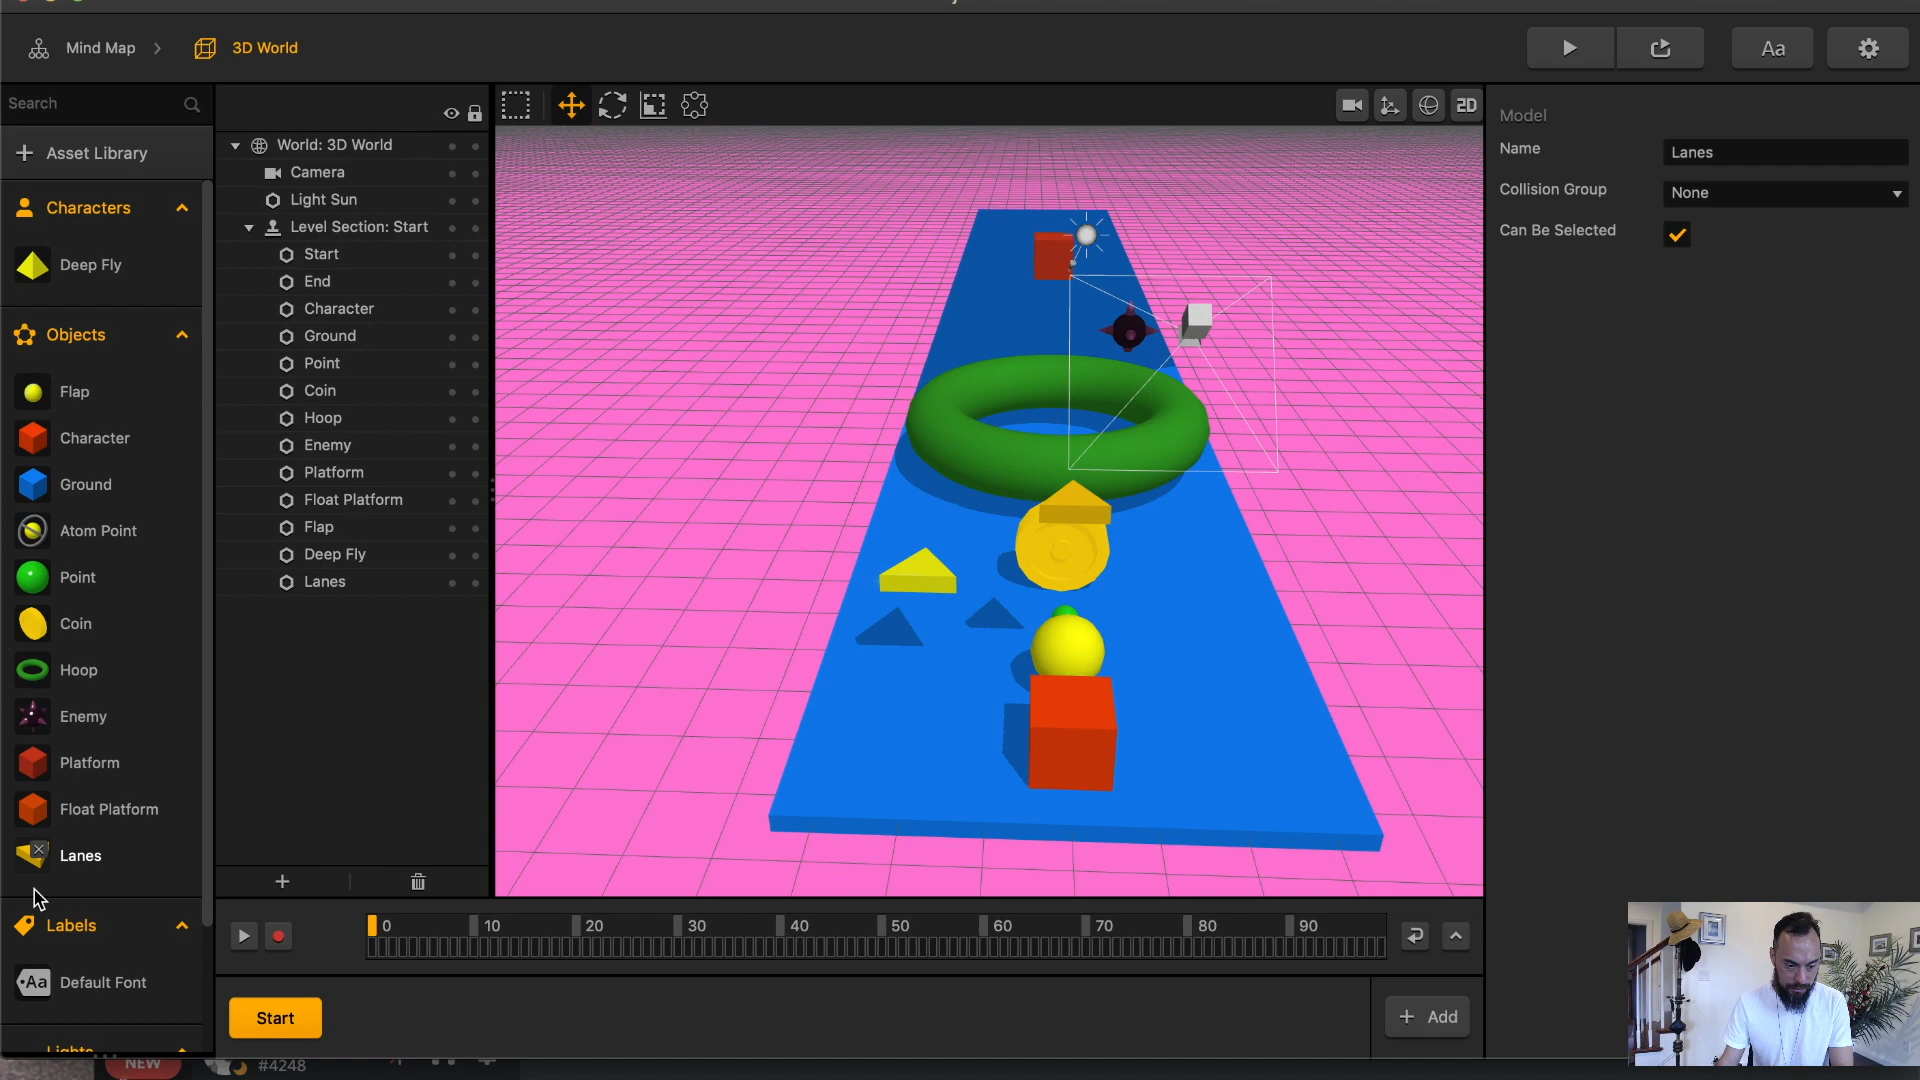 Mind Map
3D World
Aa
Search
Asset Library
Characters
Deep Fly
Objects
Flap
Character
Ground
Atom Point
Point
Coin
Hoop
Enemy
Platform
Float Platform
Lanes
Labels
Aa Default Font
Lights
World: 3D World
Camera
Light Sun
Level Section: Start
Start
End
Character
Ground
Point
Coin
Hoop
Enemy
Platform
Float Platform
Flap
Deep Fly
Lanes
2D
Model
Name Lanes
Collision Group None
Can Be Selected
0 10 20 30 40 50 60 70 80 90
Start
Add
NEW
#4248